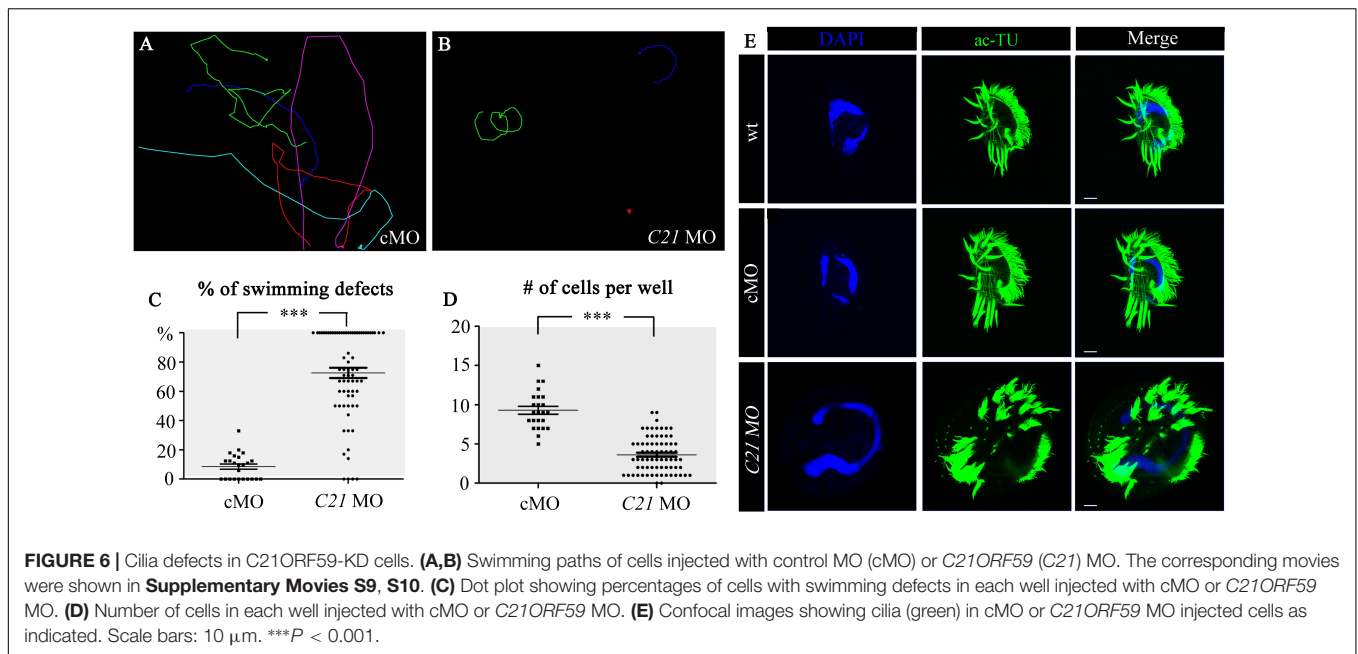 A
cMO
B
C21 MO
C
% of swimming defects
***
%
80
60
40
20
0
cMO
C21 MO
D
# of cells per well
***
20
15
10
5
0
cMO
C21 MO
E
DAPI
ac-TU
Merge
wt
cMO
C21 MO
FIGURE 6 | Cilia defects in C21ORF59-KD cells. (A,B) Swimming paths of cells injected with control MO (cMO) or C21ORF59 (C21) MO. The corresponding movies
were shown in Supplementary Movies S9, S10. (C) Dot plot showing percentages of cells with swimming defects in each well injected with cMO or C21ORF59
MO. (D) Number of cells in each well injected with cMO or C21ORF59 MO. (E) Confocal images showing cilia (green) in cMO or C21ORF59 MO injected cells as
indicated. Scale bars: 10 μm. ***P < 0.001.